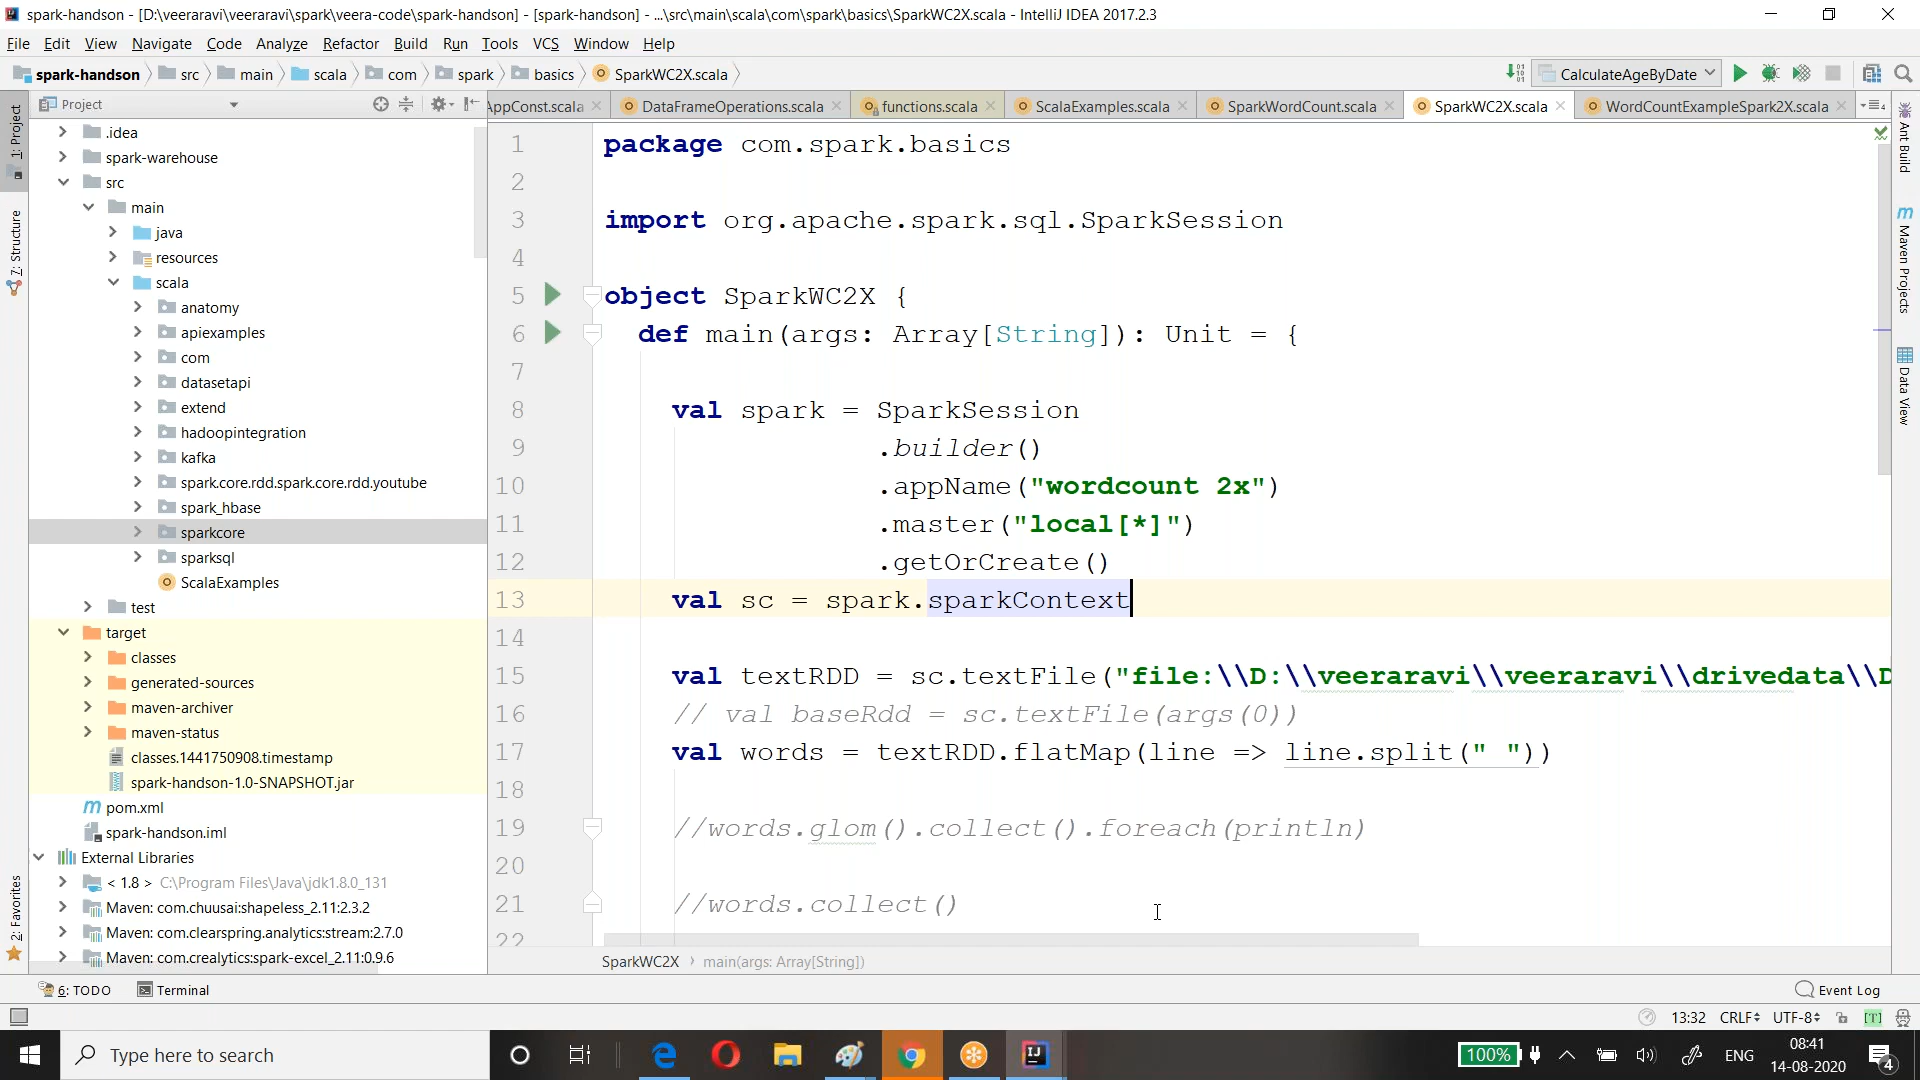 spark-handson - [D:\veeraravi\veeraravi\spark\veera-code\spark-handson] - [spark-handson] - ...\src\main\scala\com\spark\basics\SparkWC2X.scala - IntelliJ IDEA 2017.2.3
File Edit View Navigate Code Analyze Refactor Build Run Tools VCS Window Help
spark-handson src main scala com spark basics SparkWC2X.scala CalculateAgeByDate
Project AppConst.scala DataFrameOperations.scala functions.scala ScalaExamples.scala SparkWordCount.scala SparkWC2X.scala WordCountExampleSpark2X.scala
1: Project
7: Structure
2: Favorites
Ant Build
Maven Projects
Data View
.idea
spark-warehouse
src
main
java
resources
scala
anatomy
apiexamples
com
datasetapi
extend
hadoopintegration
kafka
spark.core.rdd.spark.core.rdd.youtube
spark_hbase
sparkcore
sparksql
ScalaExamples
test
target
classes
generated-sources
maven-archiver
maven-status
classes.1441750908.timestamp
spark-handson-1.0-SNAPSHOT.jar
pom.xml
spark-handson.iml
External Libraries
< 1.8 > C:\Program Files\Java\jdk1.8.0_131
Maven: com.chuusai:shapeless_2.11:2.3.2
Maven: com.clearspring.analytics:stream:2.7.0
Maven: com.crealytics:spark-excel_2.11:0.9.6
1 package com.spark.basics
2
3 import org.apache.spark.sql.SparkSession
4
5 object SparkWC2X {
6 def main(args: Array[String]): Unit = {
7
8 val spark = SparkSession
9 .builder()
10 .appName("wordcount 2x")
11 .master("local[*]")
12 .getOrCreate()
13 val sc = spark.sparkContext
14
15 val textRDD = sc.textFile("file:\\D:\\veeraravi\\veeraravi\\drivedata\\D
16 // val baseRdd = sc.textFile(args(0))
17 val words = textRDD.flatMap(line => line.split(" "))
18
19 //words.glom().collect().foreach(println)
20
21 //words.collect()
22
SparkWC2X main(args: Array[String])
6: TODO Terminal Event Log
13:32 CRLF UTF-8 [T]
Type here to search 100% ENG 08:41
14-08-2020 4